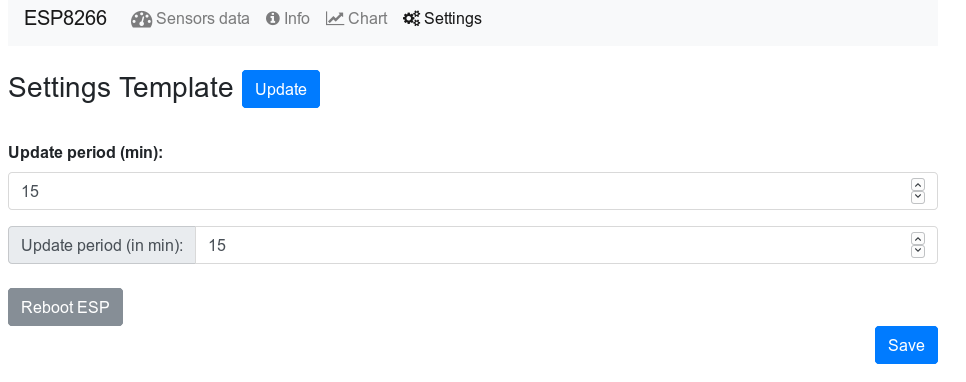 ESP8266 Sensors data Info Chart Settings
Settings Template Update
Update period (min):
15
Update period (in min): 15
Reboot ESP
Save